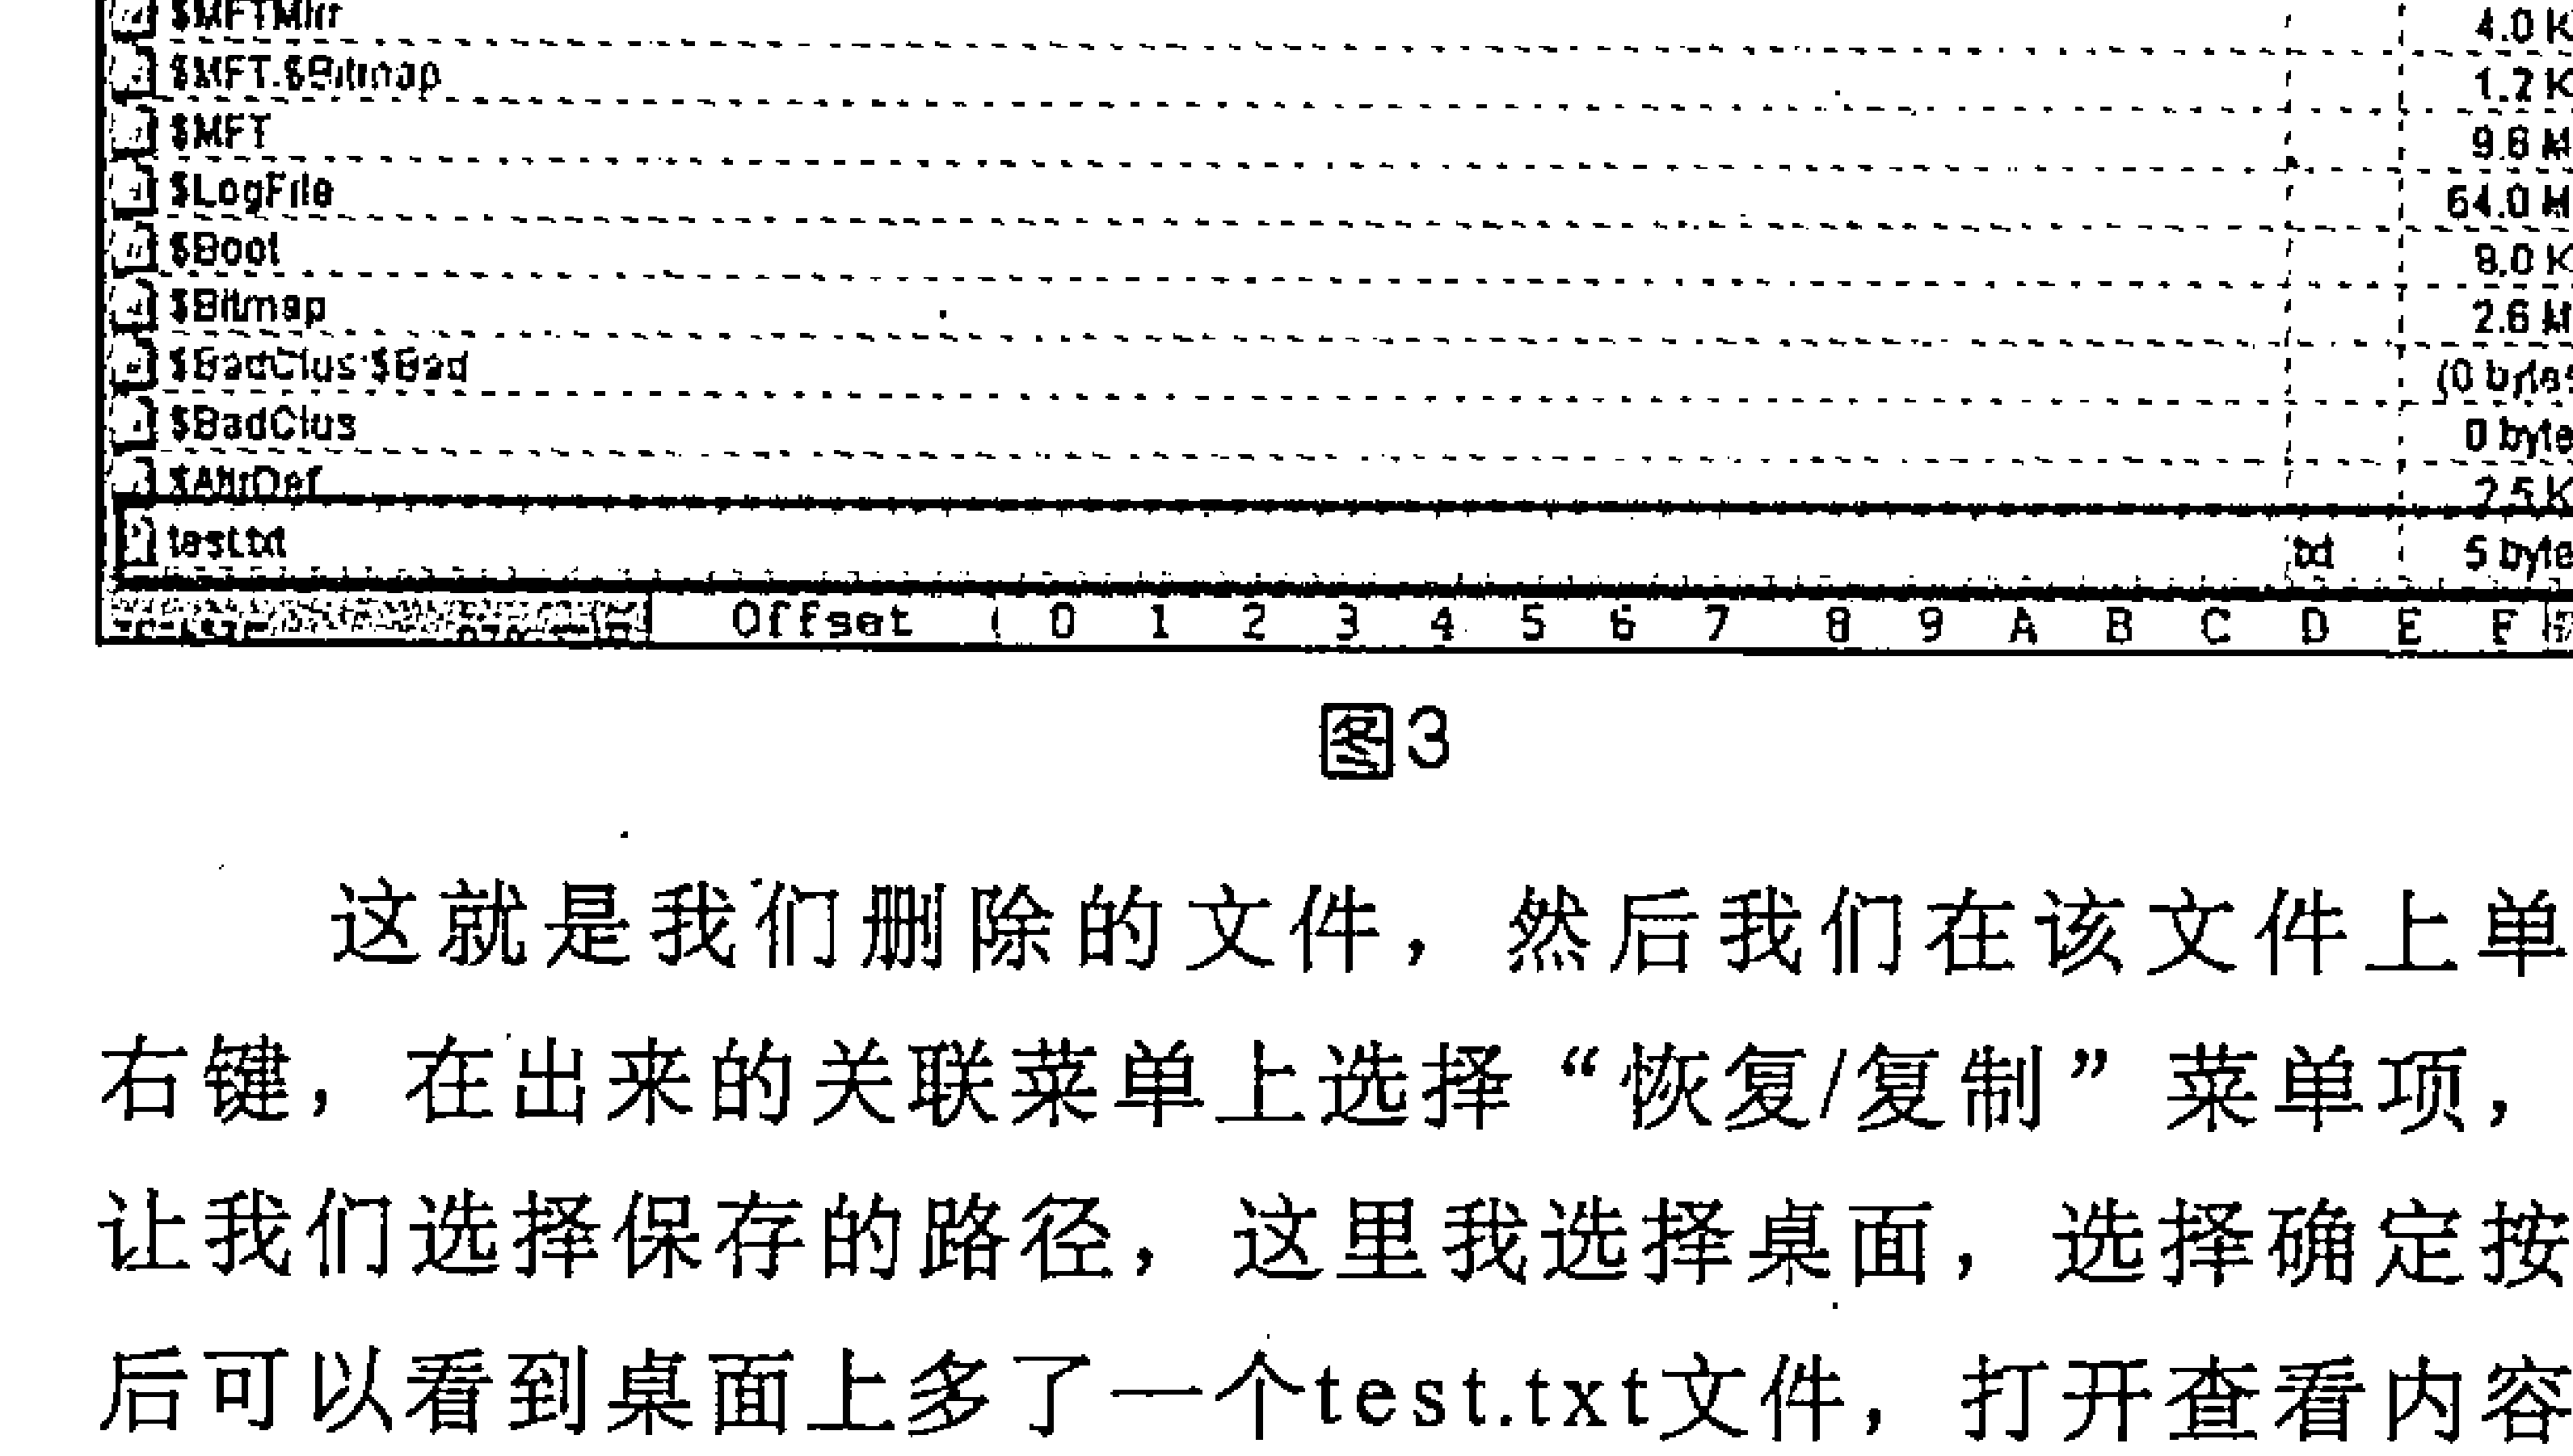 $MFTMirr 4.0 K
$MFT:$Bitmap 1.2 K
$MFT 9.6 M
$LogFile 64.0 M
$Boot 8.0 K
$Bitmap 2.6 M
$BadClus:$Bad (0 bytes
$BadClus 0 byte
$AttrDef 2.5 K
test.txt txt 5 byte
Offset 0 1 2 3 4 5 6 7 8 9 A B C D E F
图3
这就是我们删除的文件，然后我们在该文件上单
右键，在出来的关联菜单上选择“恢复/复制”菜单项，
让我们选择保存的路径，这里我选择桌面，选择确定按
后可以看到桌面上多了一个test.txt文件，打开查看内容